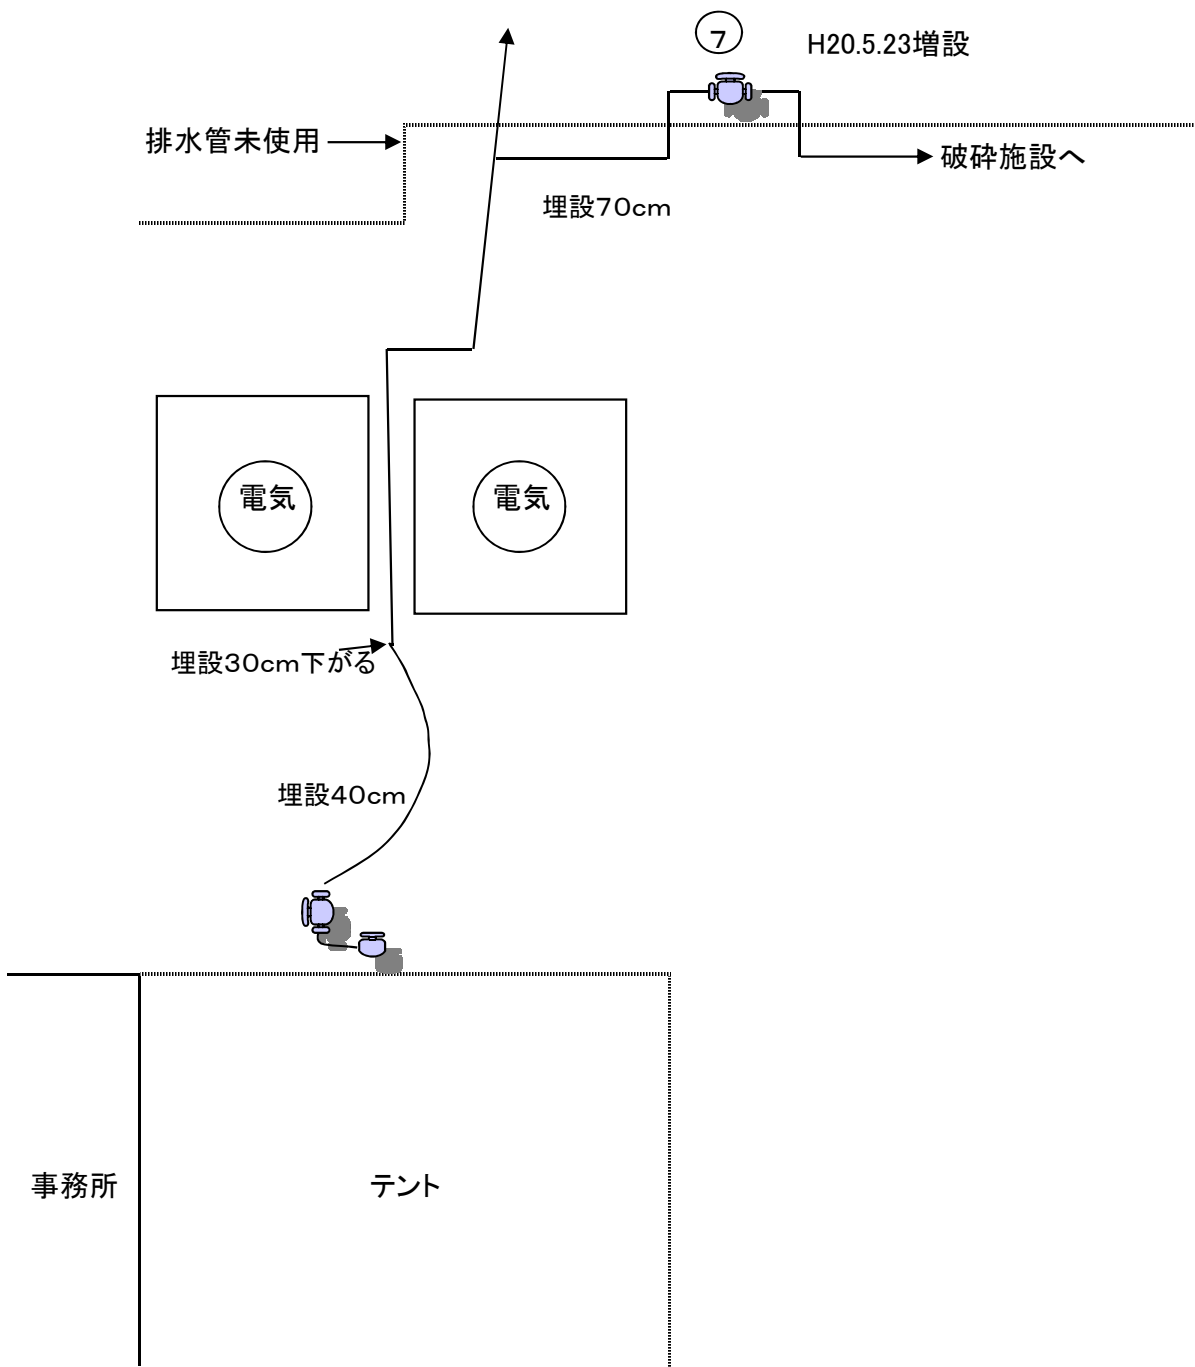 ⑦
H20.5.23増設
排水管未使用
破砕施設へ
埋設70cm
電気
電気
埋設30cm下がる
埋設40cm
事務所
テント